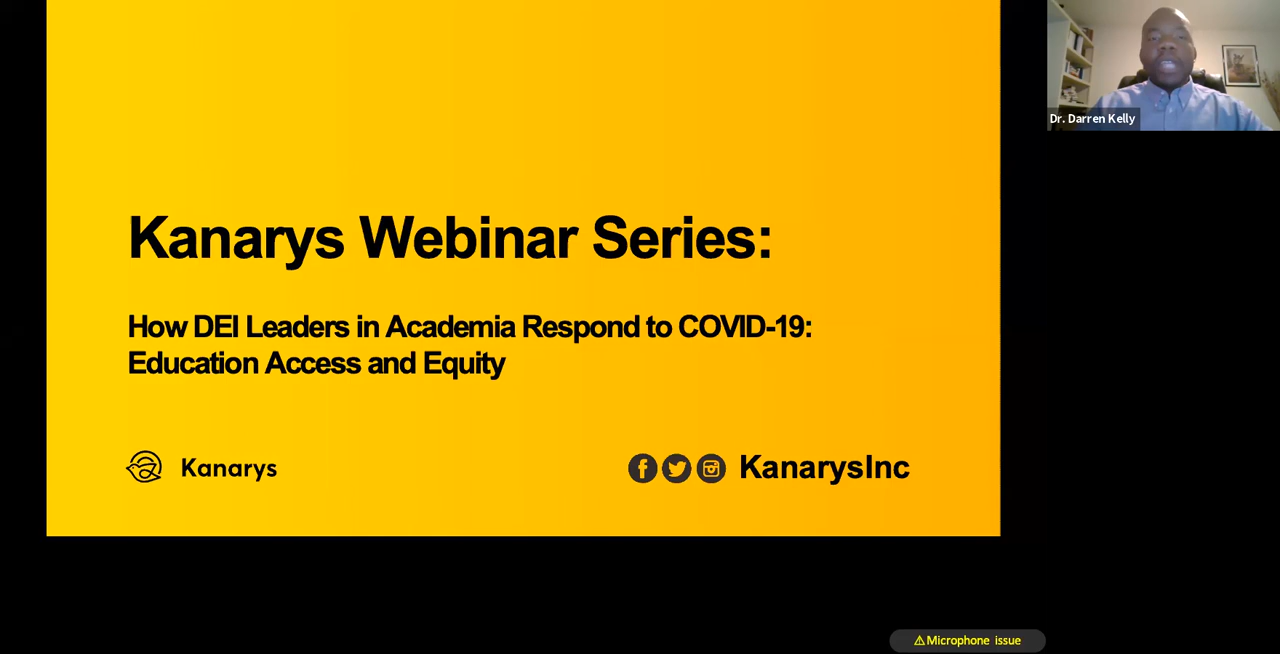 Kanarys Webinar Series:
How DEI Leaders in Academia Respond to COVID-19:
Education Access and Equity
Kanarys
KanarysInc
Dr. Darren Kelly
Microphone issue